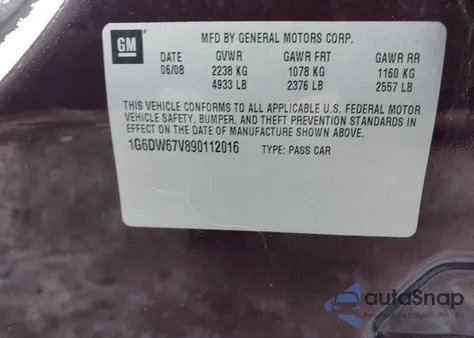 MFD BY GENERAL MOTORS CORP.
GM
DATE GVWR GAWR FRT GAWR RR
06/08 2238 KG 1078 KG 1160 KG
4933 LB 2376 LB 2557 LB
THIS VEHICLE CONFORMS TO ALL APPLICABLE U.S. FEDERAL MOTOR
VEHICLE SAFETY, BUMPER, AND THEFT PREVENTION STANDARDS IN
EFFECT ON THE DATE OF MANUFACTURE SHOWN ABOVE.
1G6DW67V890112016 TYPE: PASS CAR
autoSnap